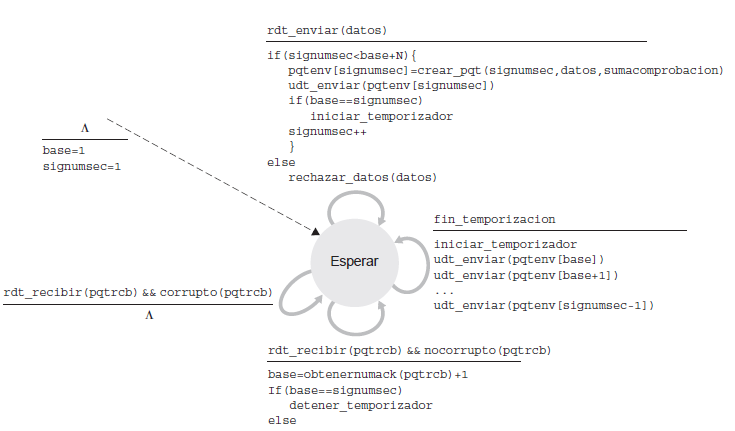 rdt_enviar(datos)
if(signumsec<base+N){
pqtenv[signumsec]=crear_pqt(signumsec,datos,sumacomprobacion)
udt_enviar(pqtenv[signumsec])
if(base==signumsec)
iniciar_temporizador
signumsec++
}
else
rechazar_datos(datos)
Λ
base=1
signumsec=1
fin_temporizacion
iniciar_temporizador
udt_enviar(pqtenv[base])
udt_enviar(pqtenv[base+1])
...
udt_enviar(pqtenv[signumsec-1])
Esperar
rdt_recibir(pqtrcb) && corrupto(pqtrcb)
Λ
rdt_recibir(pqtrcb) && nocorrupto(pqtrcb)
base=obtenernumack(pqtrcb)+1
If(base==signumsec)
detener_temporizador
else